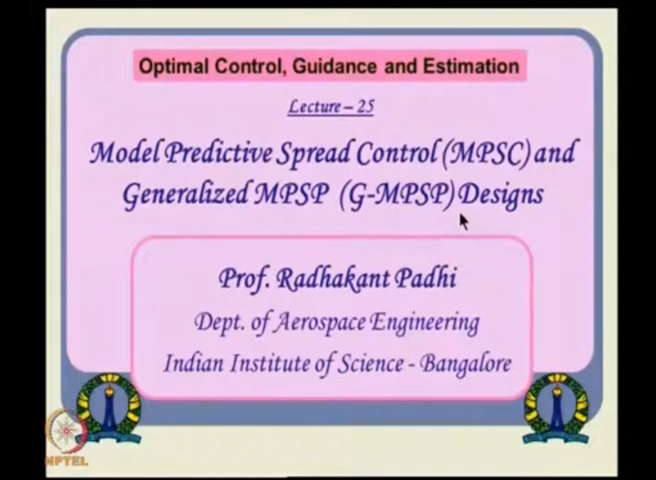 Optimal Control, Guidance and Estimation
Lecture – 25
Model Predictive Spread Control (MPSC) and
Generalized MPSP (G-MPSP) Designs
Prof. Radhakant Padhi
Dept. of Aerospace Engineering
Indian Institute of Science - Bangalore
NPTEL